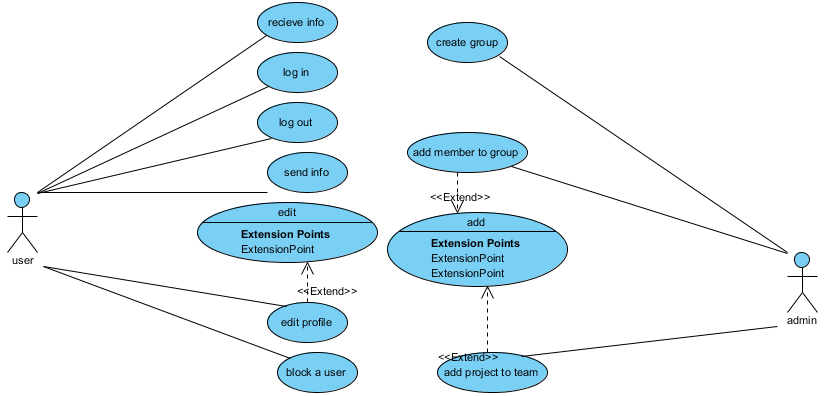 recieve info
log in
log out
send info
edit
Extension Points
ExtensionPoint
<<Extend>>
edit profile
block a user
user
create group
add member to group
<<Extend>>
add
Extension Points
ExtensionPoint
ExtensionPoint
<<Extend>>
add project to team
admin